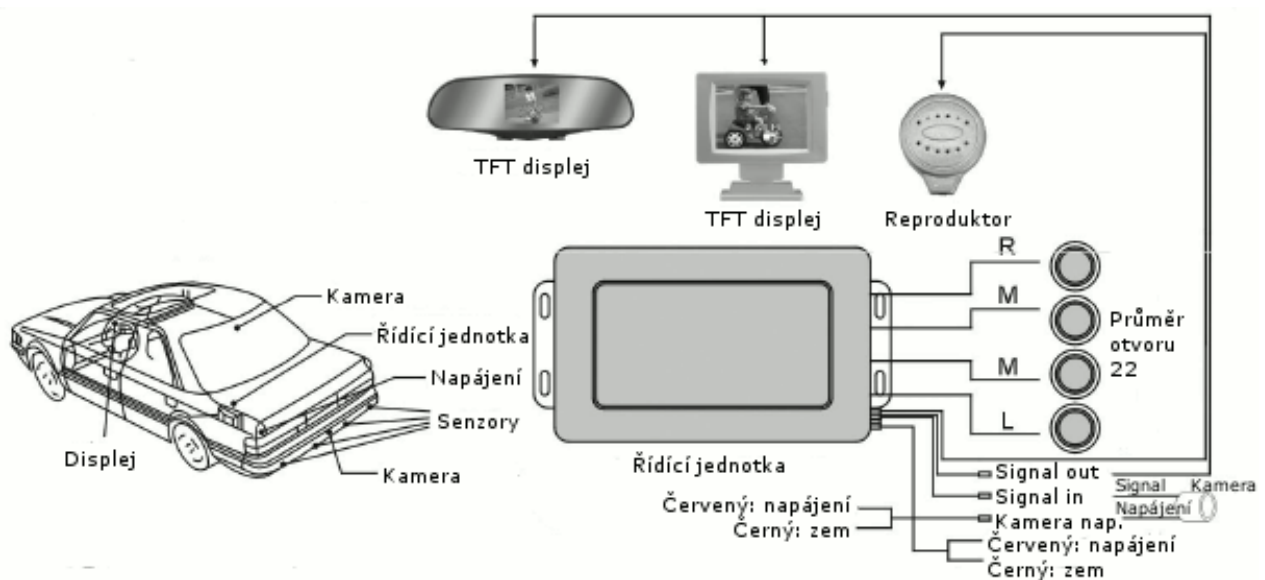 TFT displej
TFT displej
Reproduktor
R
M
M
L
Průměr
otvoru
22
Kamera
Řídící jednotka
Napájení
Senzory
Kamera
Displej
Řídící jednotka
Signal out
Signal in
Kamera nap.
Signal
Kamera
Napájení
Červený: napájení
Černý: zem
Červený: napájení
Černý: zem